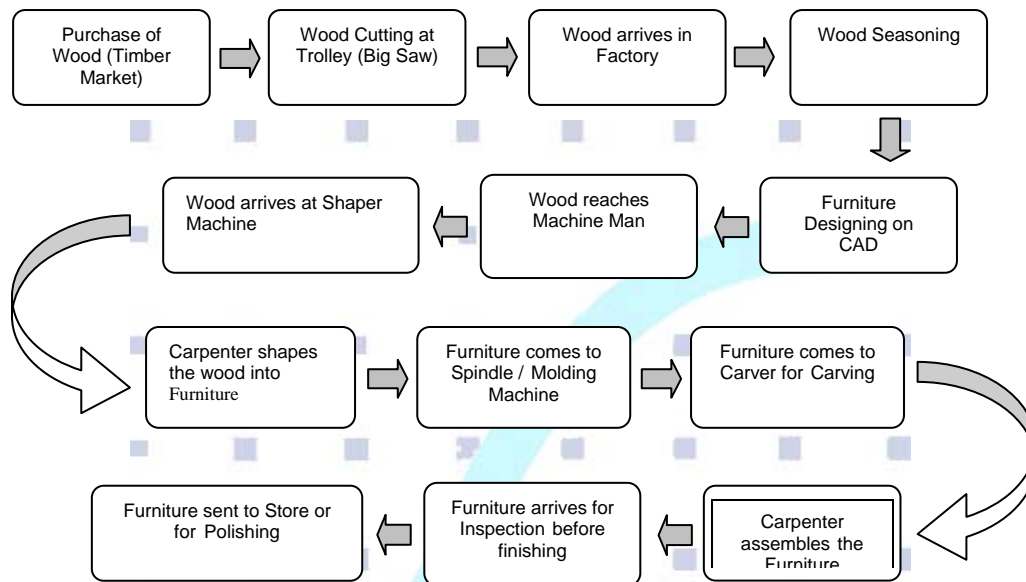 Purchase of
Wood (Timber
Market)
Wood Cutting at
Trolley (Big Saw)
Wood arrives in
Factory
Wood Seasoning
Furniture
Designing on
CAD
Wood reaches
Machine Man
Wood arrives at Shaper
Machine
Carpenter shapes
the wood into
Furniture
Furniture comes to
Spindle / Molding
Machine
Furniture comes to
Carver for Carving
Carpenter
assembles the
Furniture
Furniture arrives for
Inspection before
finishing
Furniture sent to Store or
for Polishing